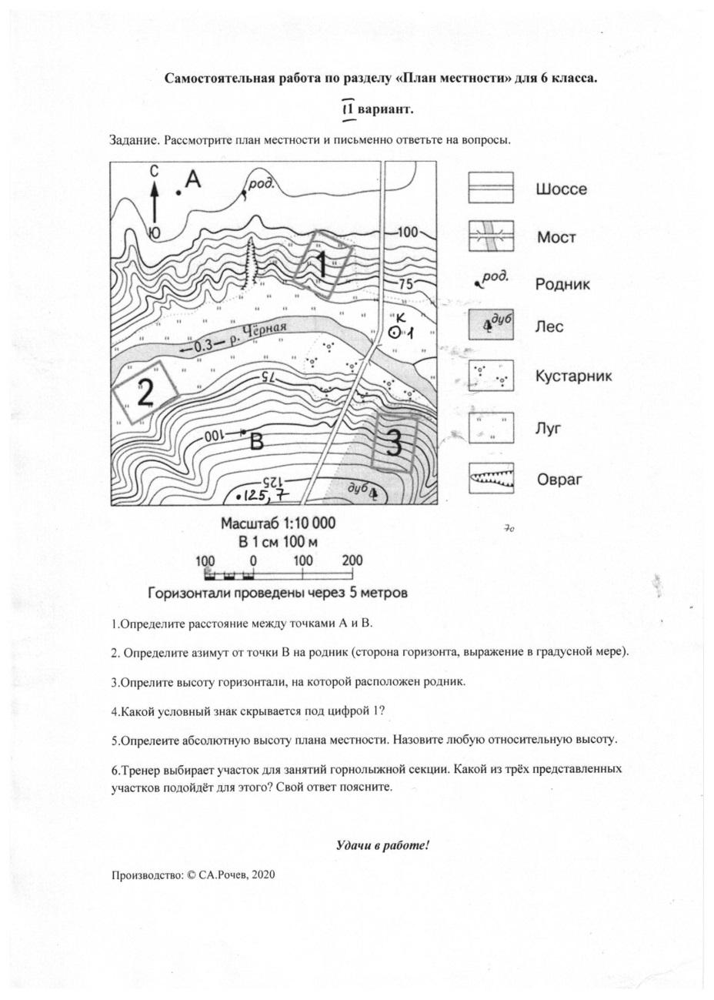 Самостоятельная работа по разделу «План местности» для 6 класса.
11 вариант.
Задание. Рассмотрите план местности и письменно ответьте на вопросы.
С
А
род.
Ю
100
1
75
К
1
0.3 р. Чёрная
2
75
100
В
3
125
125,7
дуб
Шоссе
Мост
род.
Родник
дуб
Лес
Кустарник
Луг
Овраг
70
Масштаб 1:10 000
В 1 см 100 м
100 0 100 200
Горизонтали проведены через 5 метров
1.Определите расстояние между точками А и В.
2. Определите азимут от точки В на родник (сторона горизонта, выражение в градусной мере).
3.Опрелите высоту горизонтали, на которой расположен родник.
4.Какой условный знак скрывается под цифрой 1?
5.Опрелеите абсолютную высоту плана местности. Назовите любую относительную высоту.
6.Тренер выбирает участок для занятий горнолыжной секции. Какой из трёх представленных
участков подойдёт для этого? Свой ответ поясните.
Удачи в работе!
Производство: © СА.Рочев, 2020